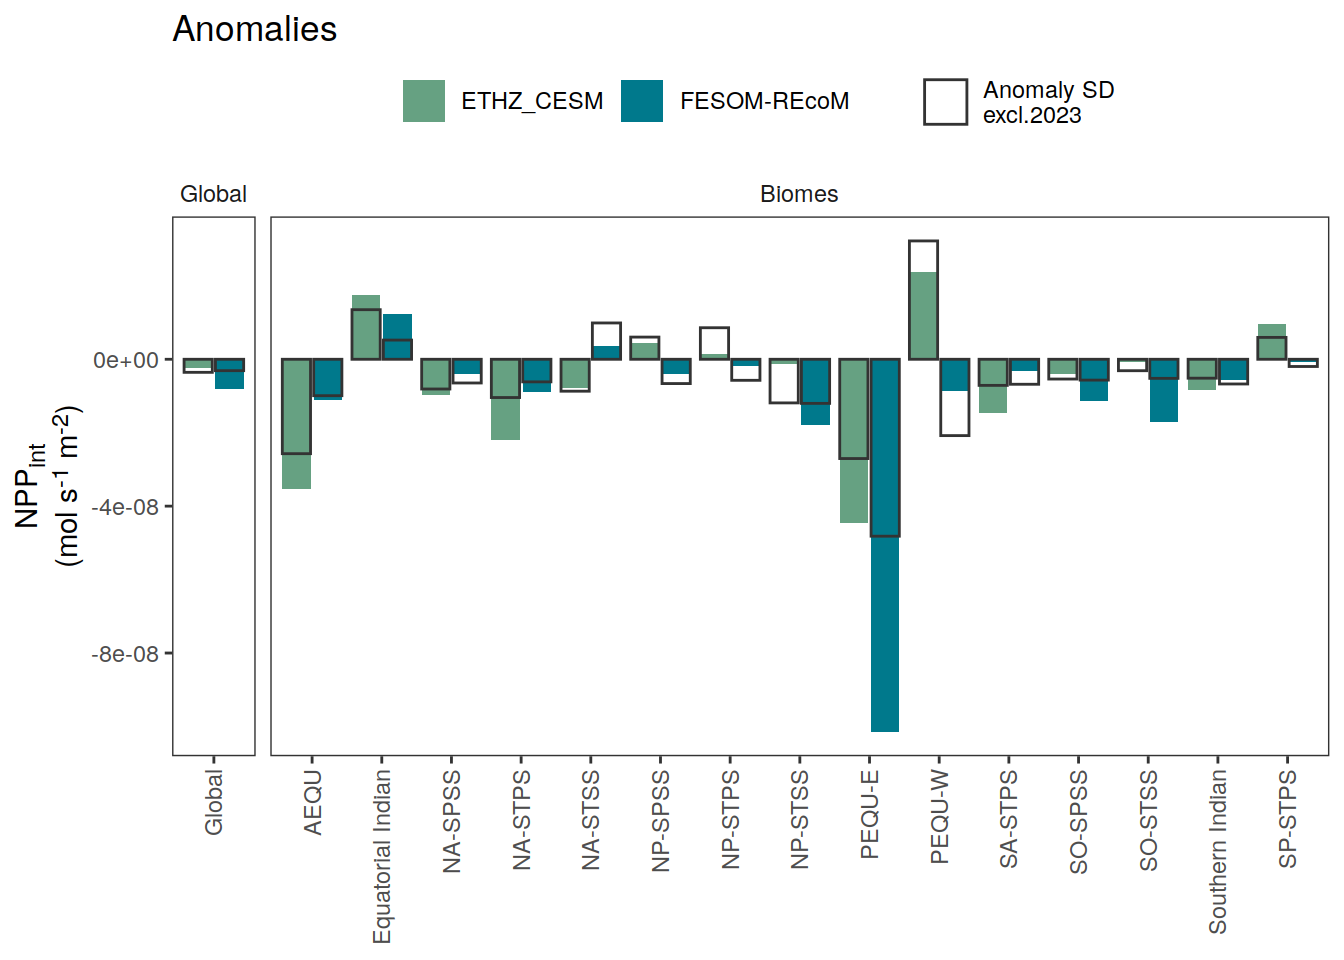 Anomalies
ETHZ_CESM
FESOM-REcoM
Anomaly SD
excl.2023
Global
Biomes
NPPint
(mol s-1 m-2)
0e+00
-4e-08
-8e-08
Global
AEQU
Equatorial Indian
NA-SPSS
NA-STPS
NA-STSS
NP-SPSS
NP-STPS
NP-STSS
PEQU-E
PEQU-W
SA-STPS
SO-SPSS
SO-STSS
Southern Indian
SP-STPS